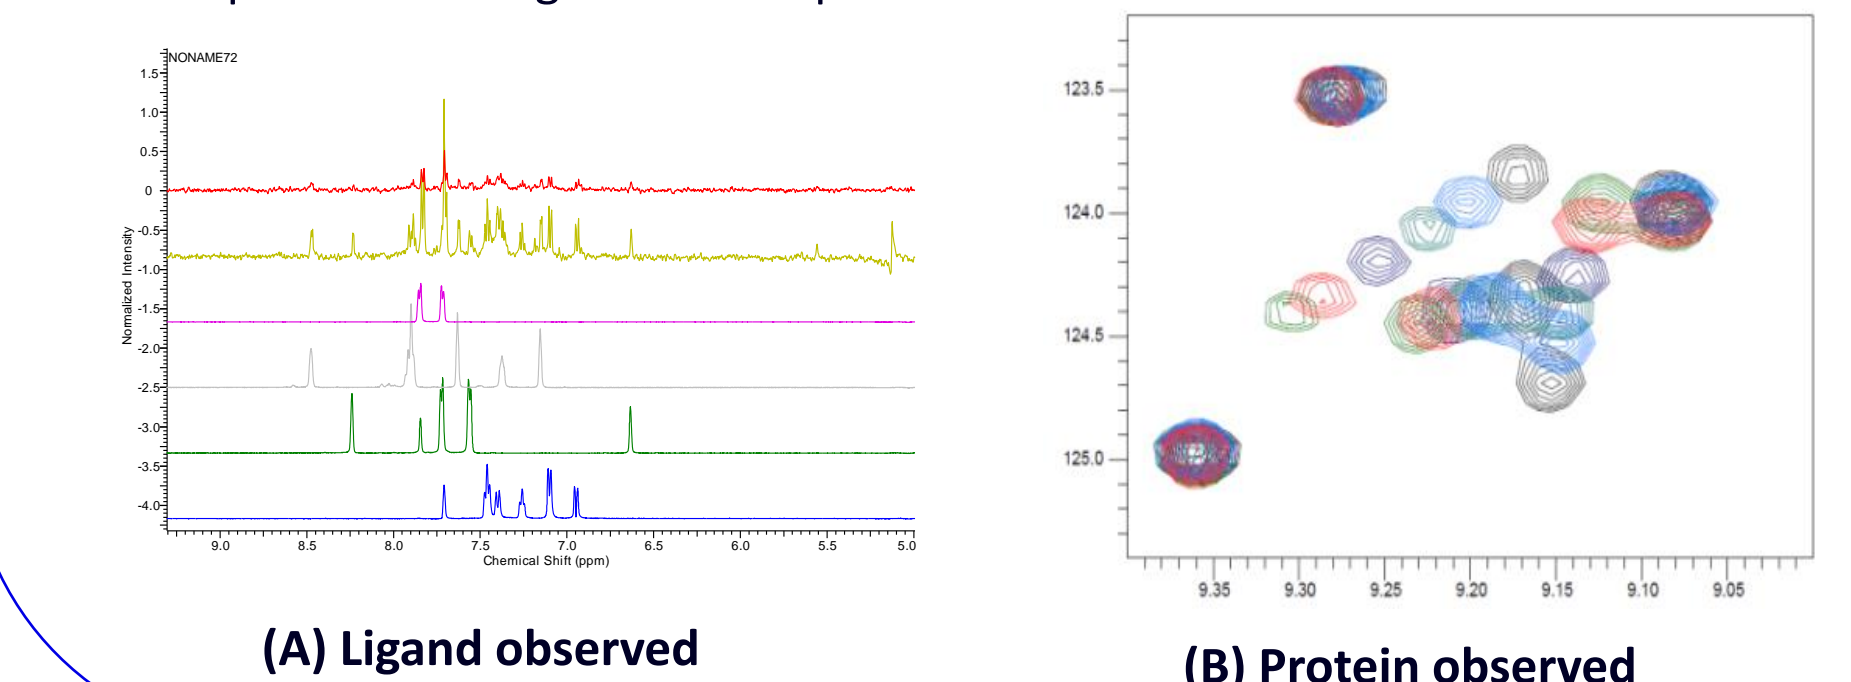 NONAME72
1.5
1.0
0.5
0
-0.5
-1.0
-1.5
-2.0
-2.5
-3.0
-3.5
-4.0
Normalized Intensity
9.0 8.5 8.0 7.5 7.0 6.5 6.0 5.5 5.0
Chemical Shift (ppm)
(A) Ligand observed
123.5
124.0
124.5
125.0
9.35 9.30 9.25 9.20 9.15 9.10 9.05
(B) Protein observed